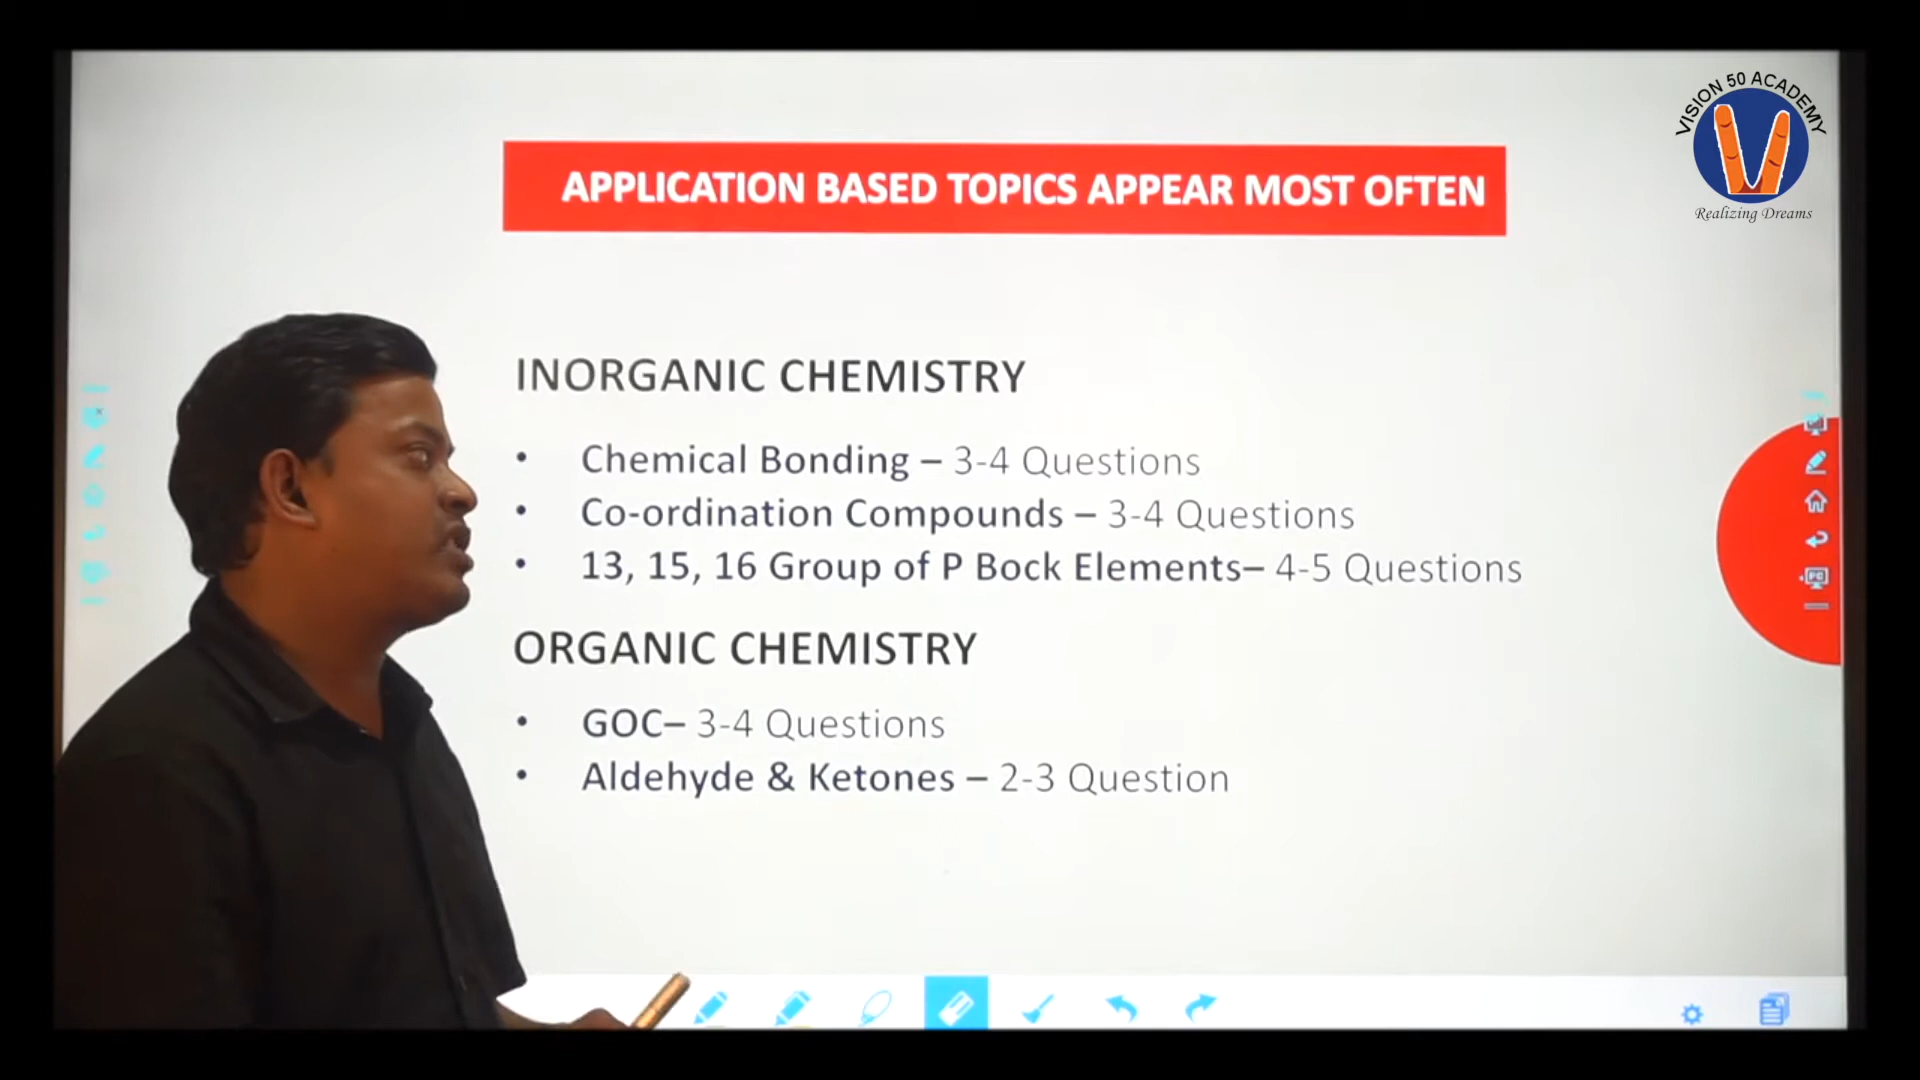 VISION 50 ACADEMY
Realizing Dreams
APPLICATION BASED TOPICS APPEAR MOST OFTEN
INORGANIC CHEMISTRY
• Chemical Bonding – 3-4 Questions
• Co-ordination Compounds – 3-4 Questions
• 13, 15, 16 Group of P Bock Elements– 4-5 Questions
ORGANIC CHEMISTRY
• GOC– 3-4 Questions
• Aldehyde & Ketones – 2-3 Question
PC